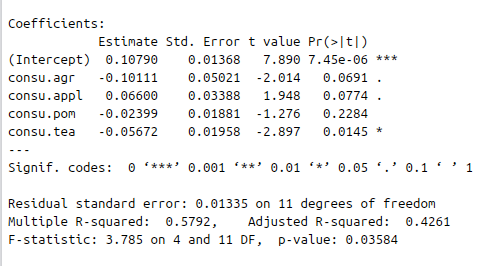 Coefficients:
            Estimate Std. Error t value Pr(>|t|)
(Intercept)  0.10790    0.01368   7.890 7.45e-06 ***
consu.agr   -0.10111    0.05021  -2.014   0.0691 .
consu.appl   0.06600    0.03388   1.948   0.0774 .
consu.pom   -0.02399    0.01881  -1.276   0.2284
consu.tea   -0.05672    0.01958  -2.897   0.0145 *
---
Signif. codes:  0 ‘***’ 0.001 ‘**’ 0.01 ‘*’ 0.05 ‘.’ 0.1 ‘ ’ 1
Residual standard error: 0.01335 on 11 degrees of freedom
Multiple R-squared:  0.5792,    Adjusted R-squared:  0.4261
F-statistic: 3.785 on 4 and 11 DF,  p-value: 0.03584